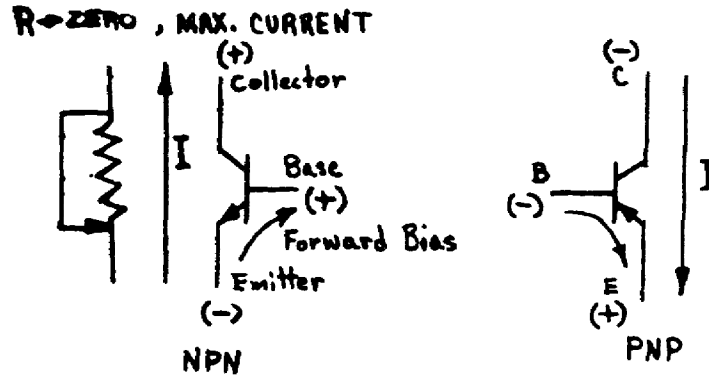 R→ZERO, MAX. CURRENT
(+)
Collector
I
Base
(+)
Forward Bias
Emitter
(-)
NPN
(-)
C
B
(-)
I
E
(+)
PNP